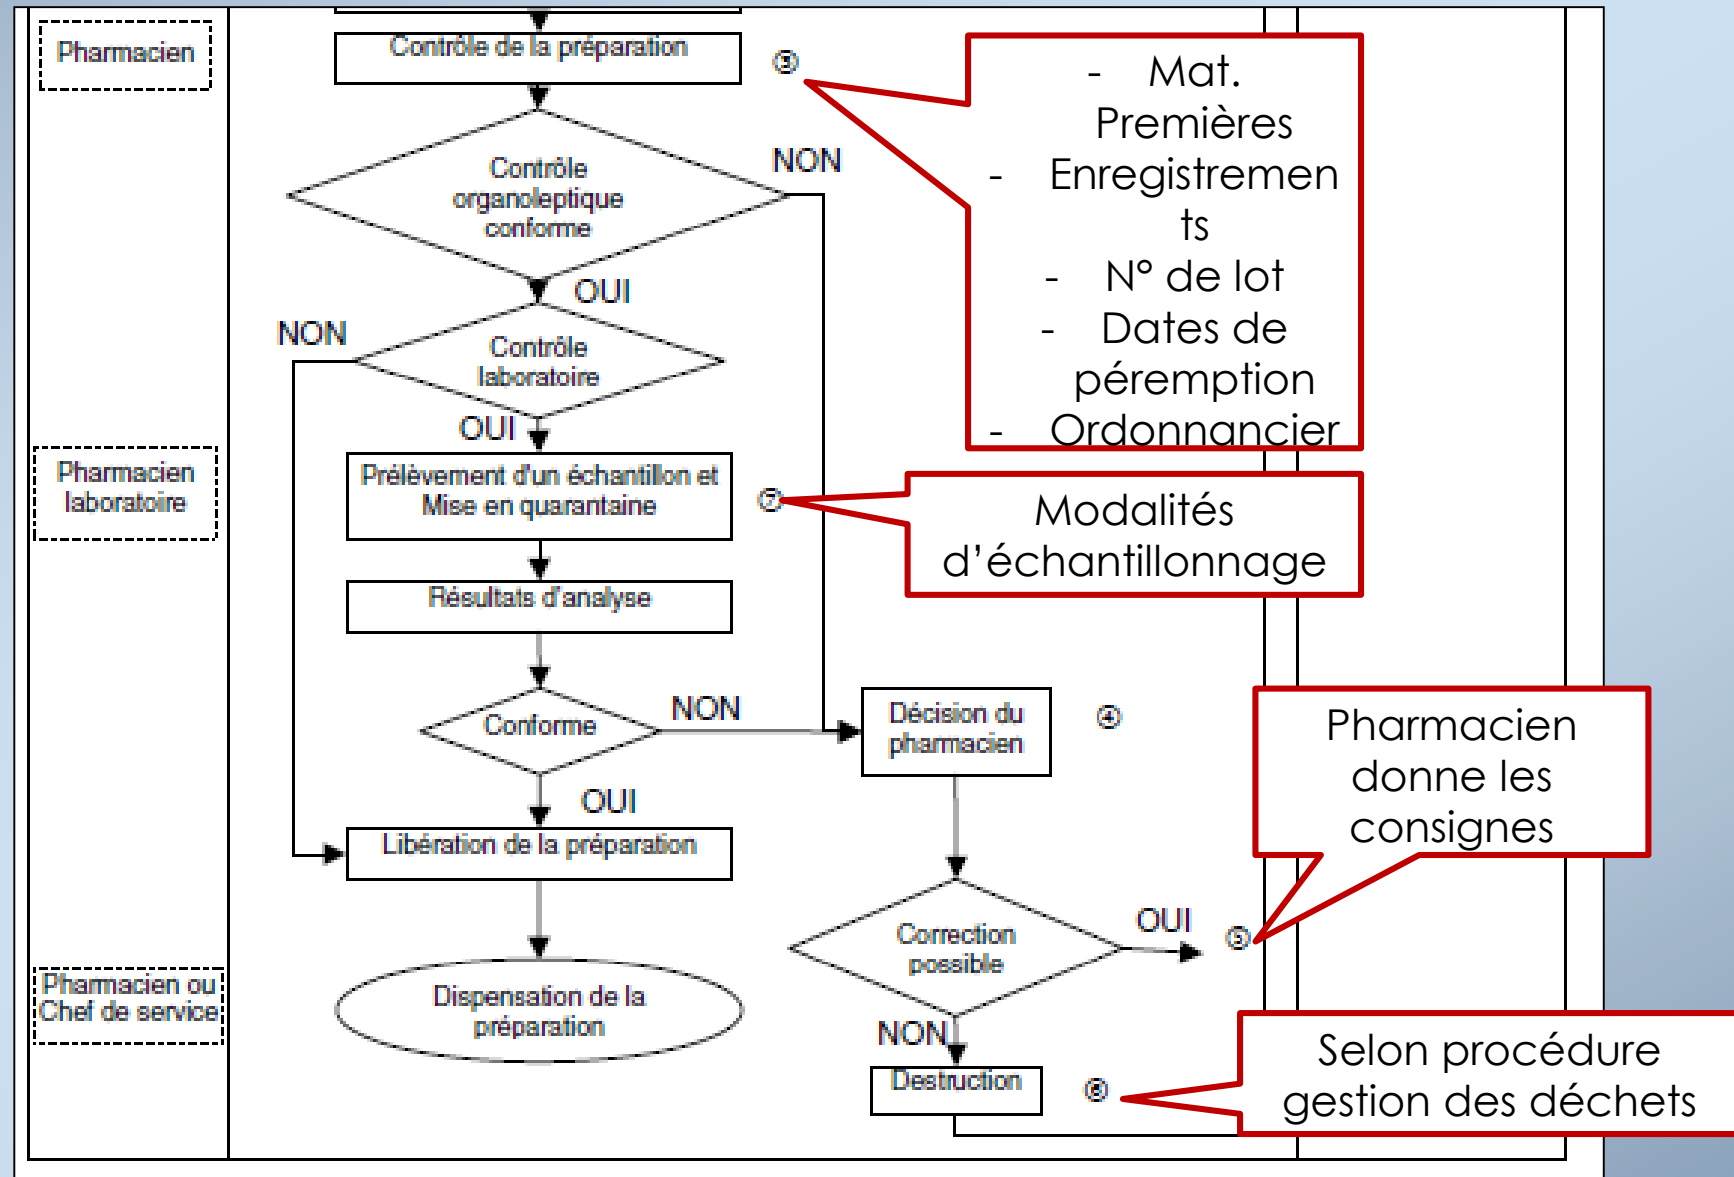 Pharmacien
Contrôle de la préparation
③
- Mat.
Premières
- Enregistremen
ts
- N° de lot
- Dates de
péremption
- Ordonnancier
Contrôle
organoleptique
conforme
NON
OUI
NON
Contrôle
laboratoire
OUI
Pharmacien
laboratoire
Prélèvement d'un échantillon et
Mise en quarantaine
⑦
Modalités
d’échantillonnage
Résultats d'analyse
Conforme
NON
Décision du
pharmacien
④
Pharmacien
donne les
consignes
OUI
Libération de la préparation
Correction
possible
OUI
⑤
Pharmacien ou
Chef de service
Dispensation de la
préparation
NON
Destruction
⑥
Selon procédure
gestion des déchets